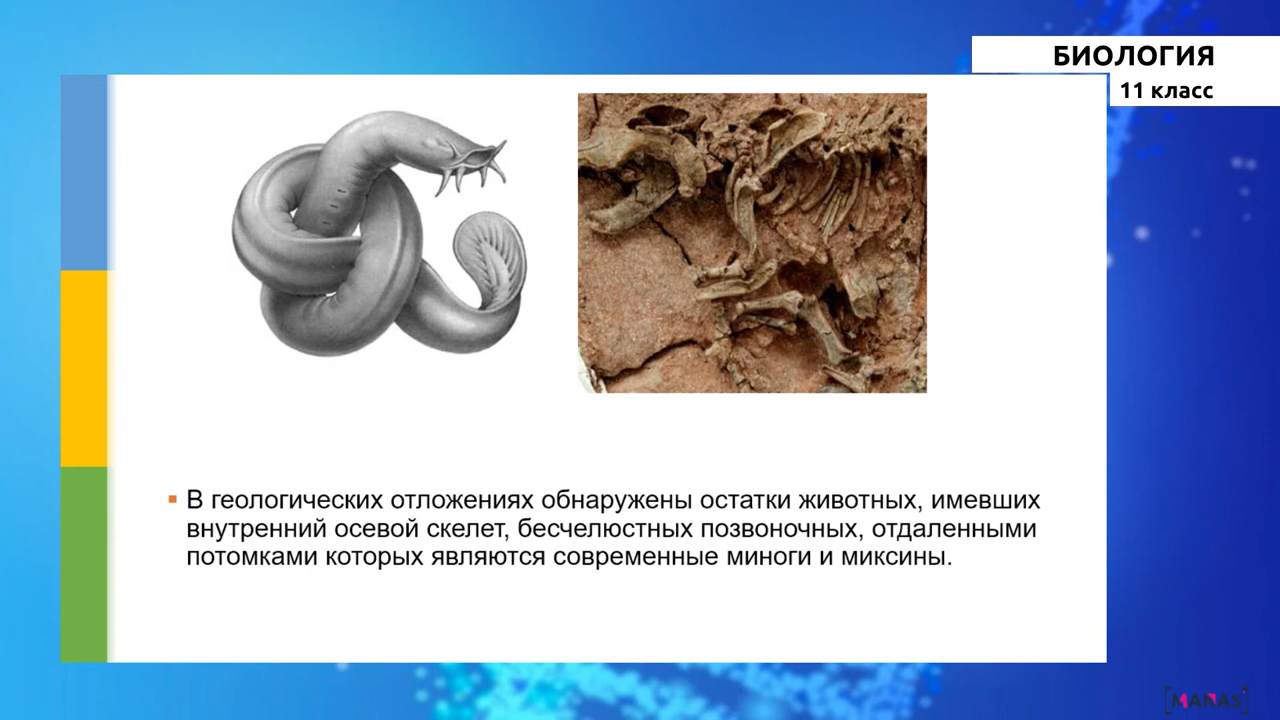 БИОЛОГИЯ
11 класс
▪ В геологических отложениях обнаружены остатки животных, имевших
внутренний осевой скелет, бесчелюстных позвоночных, отдаленными
потомками которых являются современные миноги и миксины.
[MANAS]